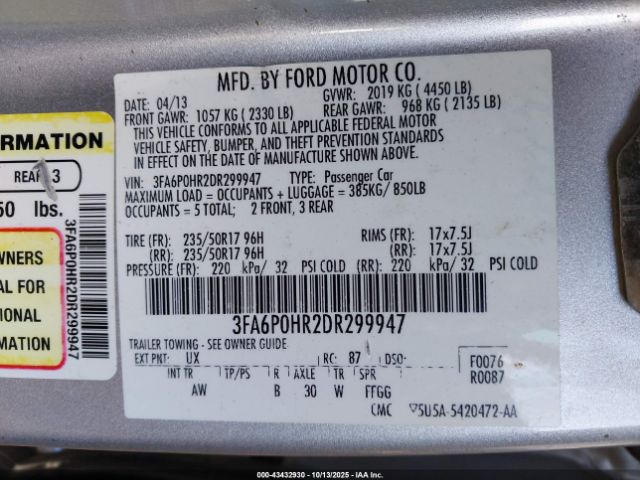 MFD. BY FORD MOTOR CO.
DATE: 04/13 GVWR: 2019 KG ( 4450 LB)
FRONT GAWR: 1057 KG ( 2330 LB) REAR GAWR: 968 KG ( 2135 LB)
THIS VEHICLE CONFORMS TO ALL APPLICABLE FEDERAL MOTOR
VEHICLE SAFETY, BUMPER, AND THEFT PREVENTION STANDARDS
IN EFFECT ON THE DATE OF MANUFACTURE SHOWN ABOVE.
VIN: 3FA6P0HR2DR299947 TYPE: Passenger Car
MAXIMUM LOAD = OCCUPANTS + LUGGAGE = 385KG/ 850LB
OCCUPANTS = 5 TOTAL; 2 FRONT, 3 REAR
TIRE (FR): 235/50R17 96H RIMS (FR): 17x7.5J
(RR): 235/50R17 96H (RR): 17x7.5J
PRESSURE (FR): 220 kPa/ 32 PSI COLD (RR): 220 kPa/ 32 PSI COLD
3FA6P0HR2DR299947
TRAILER TOWING - SEE OWNER GUIDE
EXT PNT: UX RC: 87 DSO: F0076
R0087
INT TR TP/PS R AXLE TR SPR
AW B 30 W FFGG
CMC 5U5A-5420472-AA
FORMATION
REAR 3
50 lbs.
WNERS
AL FOR
TIONAL
MATION
3FA6P0HR2DR299947
000-43432930 - 10/13/2025 - IAAI.CA